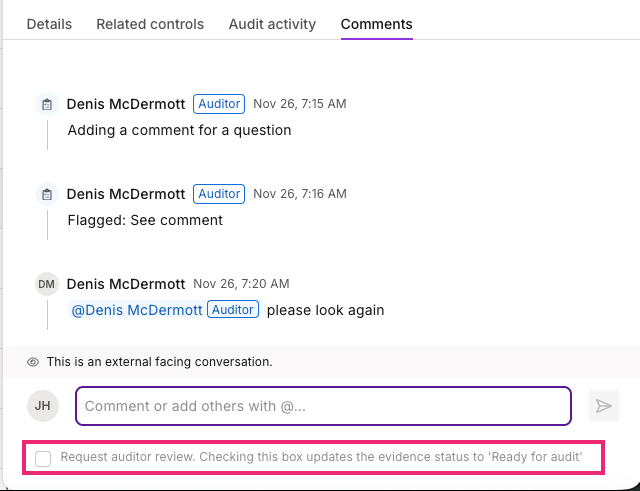 Details Related controls Audit activity Comments
Denis McDermott Auditor Nov 26, 7:15 AM
Adding a comment for a question
Denis McDermott Auditor Nov 26, 7:16 AM
Flagged: See comment
DM Denis McDermott Nov 26, 7:20 AM
@Denis McDermott Auditor please look again
This is an external facing conversation.
JH Comment or add others with @...
Request auditor review. Checking this box updates the evidence status to 'Ready for audit'